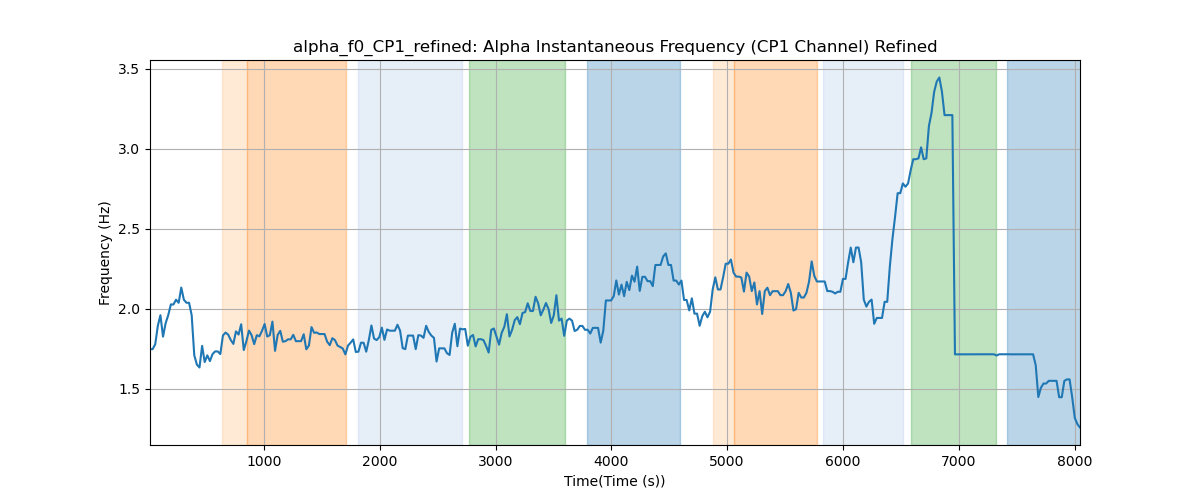 alpha_f0_CP1_refined: Alpha Instantaneous Frequency (CP1 Channel) Refined
Frequency (Hz)
3.5
3.0
2.5
2.0
1.5
1000 2000 3000 4000 5000 6000 7000 8000
Time(Time (s))